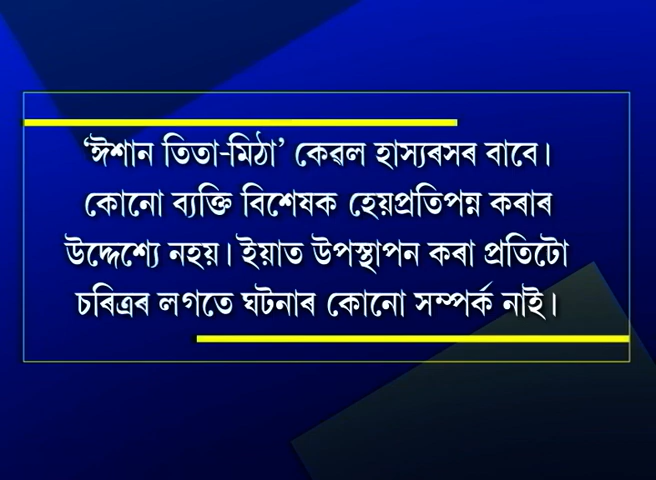 ‘ঈশান তিতা-মিঠা’ কেৱল হাস্যৰসৰ বাবে।
কোনো ব্যক্তি বিশেষক হেয়প্ৰতিপন্ন কৰাৰ
উদ্দেশ্যে নহয়। ইয়াত উপস্থাপন কৰা প্ৰতিটো
চৰিত্ৰৰ লগতে ঘটনাৰ কোনো সম্পৰ্ক নাই।